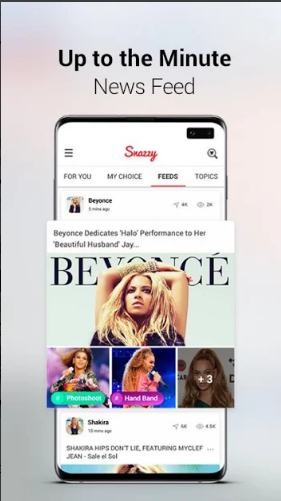 Up to the Minute
News Feed
Snazzy
FOR YOU MY CHOICE FEEDS TOPICS
Beyonce
5 mins ago
4K 2K
Beyonce Dedicates 'Halo' Performance to Her
'Beautiful Husband' Jay...
BEYONCÉ
+ 3
# Photoshoot # Hand Band
Shakira
10 mins ago
6K 4.5K
SHAKIRA HIPS DON'T LIE, FEATURING MYCLEF ...
JEAN - Sale el Sol